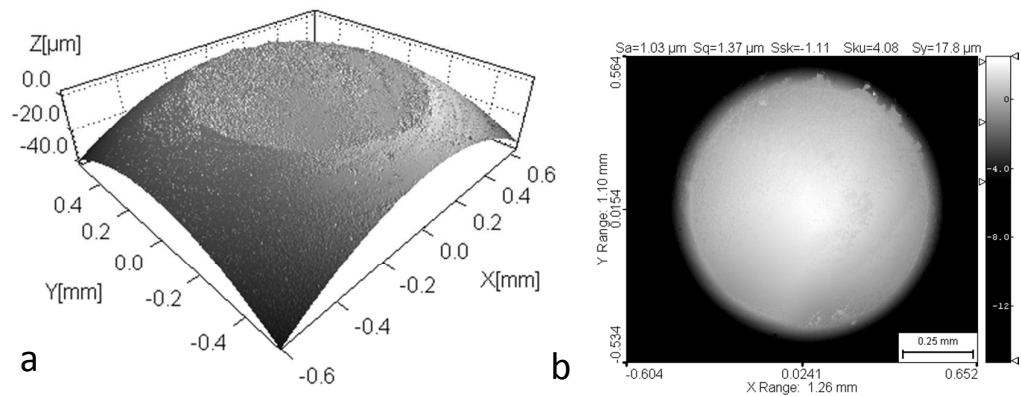 Z[µm]
0.0
-20.0
-40.0
0.4
0.2
0.0
-0.2
-0.4
Y[mm]
-0.6
-0.4
-0.2
0.0
0.2
0.4
0.6
X[mm]
a
Sa=1.03 µm Sq=1.37 µm Ssk=-1.11 Sku=4.08 Sy=17.8 µm
0.564
Y Range: 1.10 mm
0.0154
-0.534
0
-4.0
-8.0
-12
0.25 mm
-0.604 0.0241 0.652
X Range: 1.26 mm
b